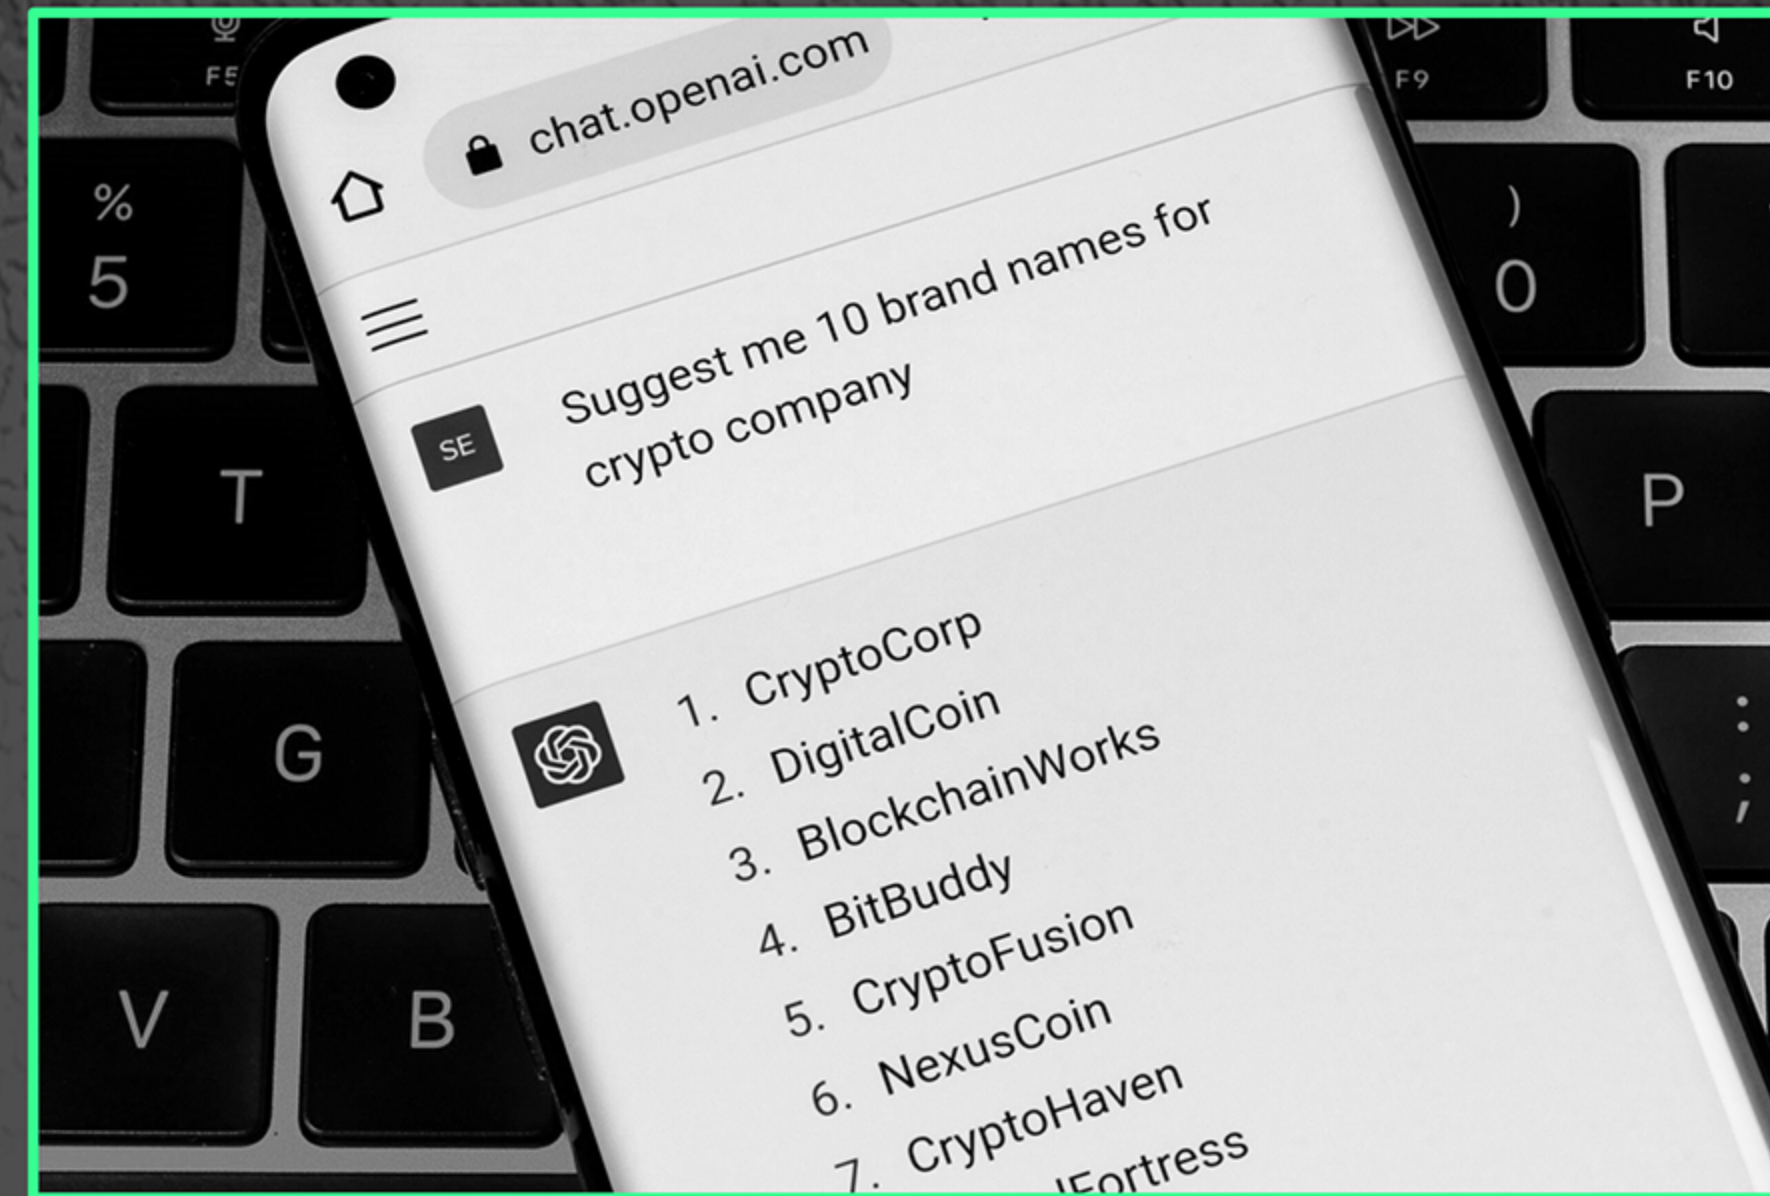 F5
F9
F10
chat.openai.com
%
5
)
0
Suggest me 10 brand names for
crypto company
SE
T
P
1. CryptoCorp
2. DigitalCoin
3. BlockchainWorks
4. BitBuddy
5. CryptoFusion
6. NexusCoin
7. CryptoHaven
G
:
;
V
B